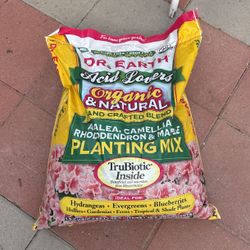 DR. EARTH
Acid Lovers
Organic
& NATURAL
HAND CRAFTED BLEND
AZALEA, CAMELLIA
RHODODENDRON & MAPLE
PLANTING MIX
TruBiotic
Inside
IDEAL FOR:
Hydrangeas • Evergreens • Blueberries
Hollies • Gardenias • Ferns • Tropical & Shade Plants